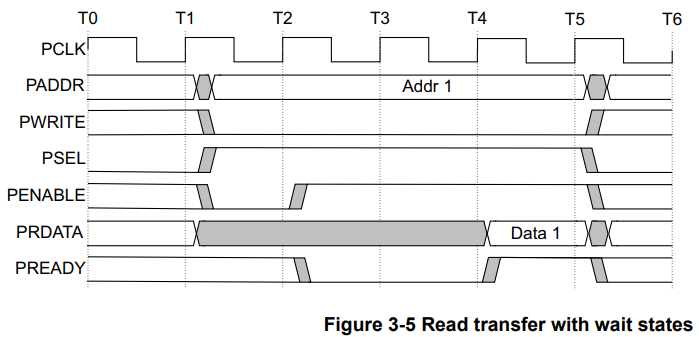 T0 T1 T2 T3 T4 T5 T6
PCLK
PADDR Addr 1
PWRITE
PSEL
PENABLE
PRDATA Data 1
PREADY
Figure 3-5 Read transfer with wait states